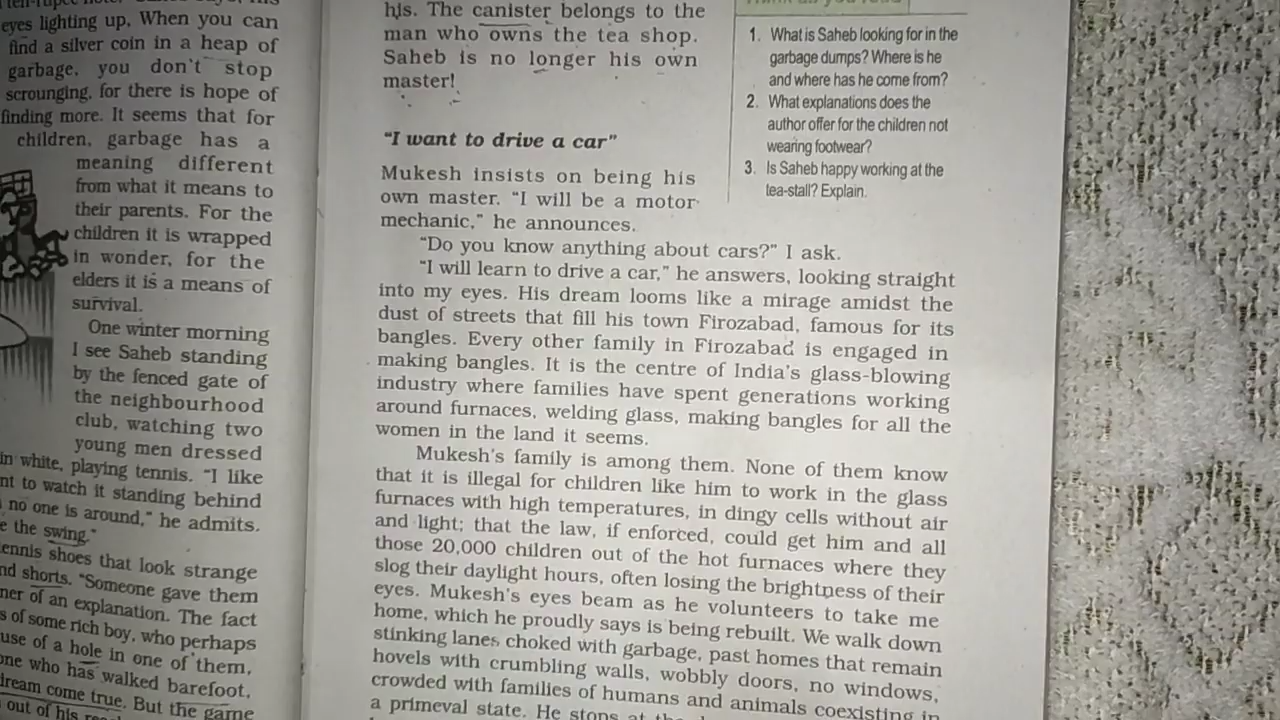 eyes lighting up. When you can
find a silver coin in a heap of
garbage, you don't stop
scrounging, for there is hope of
finding more. It seems that for
children, garbage has a
meaning different
from what it means to
their parents. For the
children it is wrapped
in wonder, for the
elders it is a means of
survival.
One winter morning
I see Saheb standing
by the fenced gate of
the neighbourhood
club, watching two
young men dressed
in white, playing tennis. "I like
to watch it standing behind
no one is around," he admits.
the swing."
tennis shoes that look strange
shorts. "Someone gave them
of an explanation. The fact
of some rich boy, who perhaps
of a hole in one of them,
one who has walked barefoot,
dream come true. But the game
out of his
his. The canister belongs to the
man who owns the tea shop.
Saheb is no longer his own
master!
"I want to drive a car"
Mukesh insists on being his
own master. "I will be a motor
mechanic," he announces.
"Do you know anything about cars?" I ask.
"I will learn to drive a car," he answers, looking straight
into my eyes. His dream looms like a mirage amidst the
dust of streets that fill his town Firozabad, famous for its
bangles. Every other family in Firozabad is engaged in
making bangles. It is the centre of India's glass-blowing
industry where families have spent generations working
around furnaces, welding glass, making bangles for all the
women in the land it seems.
Mukesh's family is among them. None of them know
that it is illegal for children like him to work in the glass
furnaces with high temperatures, in dingy cells without air
and light; that the law, if enforced, could get him and all
those 20,000 children out of the hot furnaces where they
slog their daylight hours, often losing the brightness of their
eyes. Mukesh's eyes beam as he volunteers to take me
home, which he proudly says is being rebuilt. We walk down
stinking lanes choked with garbage, past homes that remain
hovels with crumbling walls, wobbly doors, no windows,
crowded with families of humans and animals coexisting in
a primeval state. He stops at
1. What is Saheb looking for in the
garbage dumps? Where is he
and where has he come from?
2. What explanations does the
author offer for the children not
wearing footwear?
3. Is Saheb happy working at the
tea-stall? Explain.